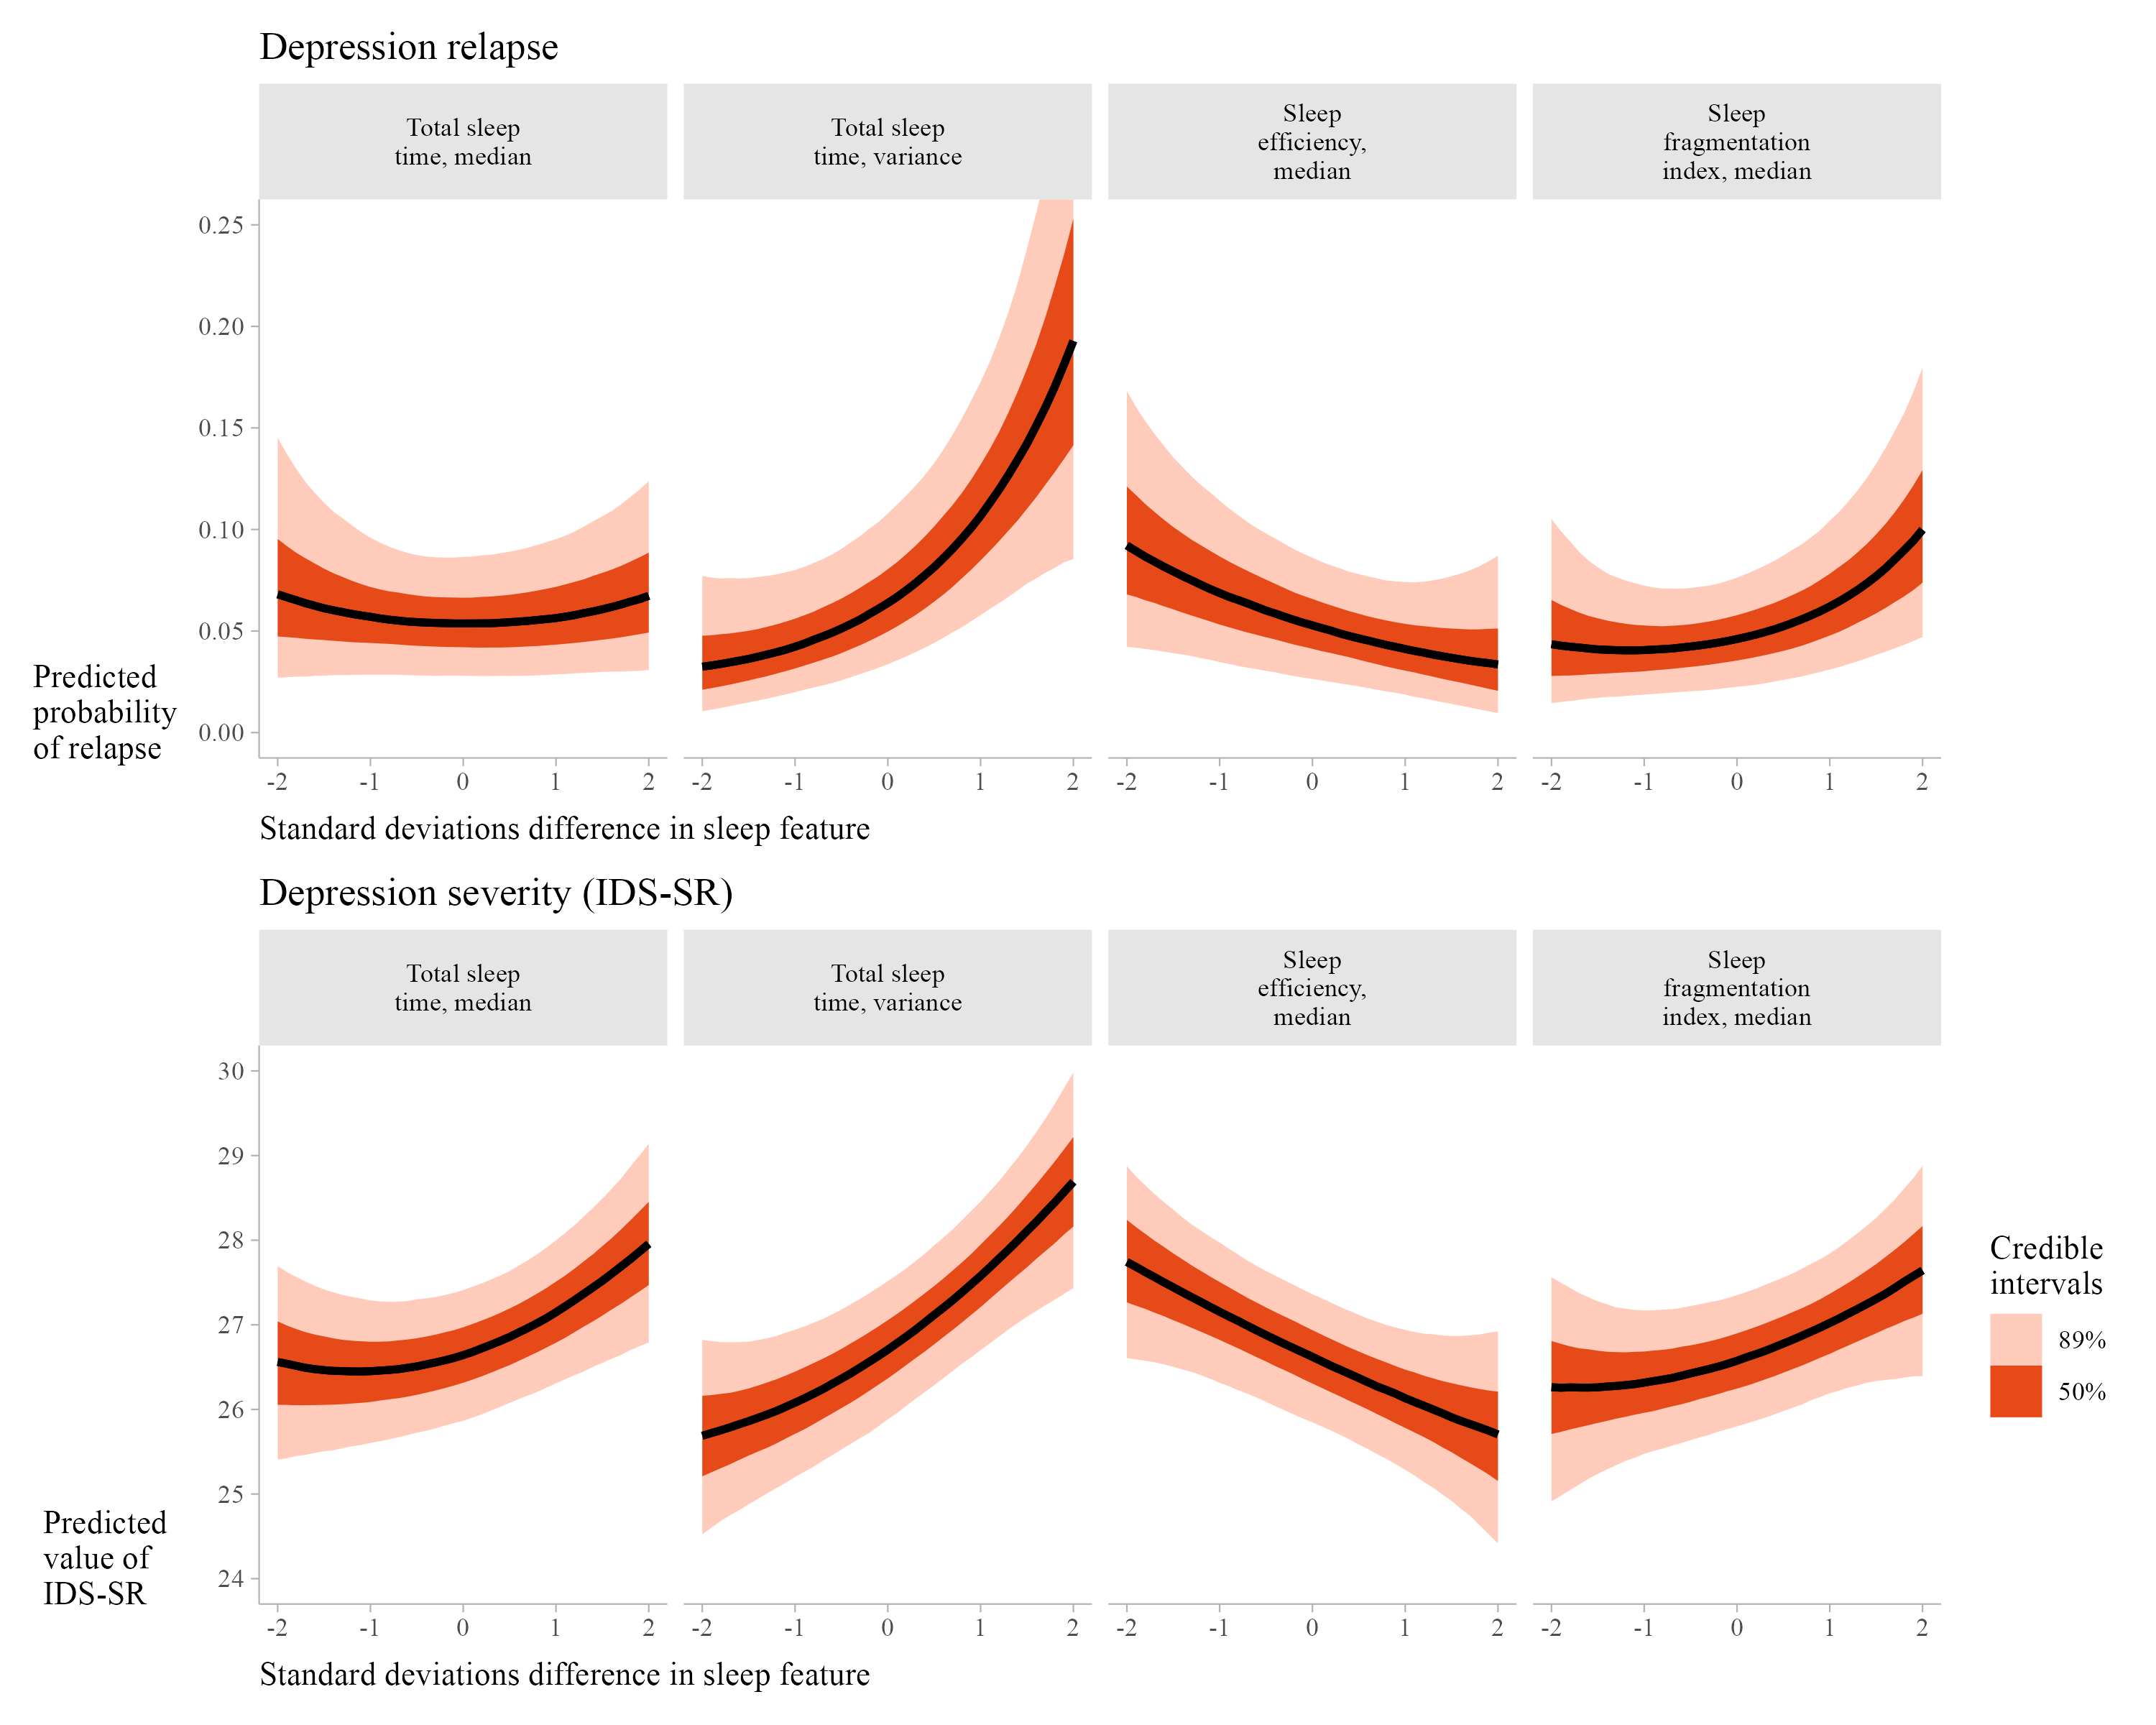 Depression relapse
Total sleep
time, median
Total sleep
time, variance
Sleep
efficiency,
median
Sleep
fragmentation
index, median
0.25
0.20
0.15
0.10
0.05
0.00
Predicted
probability
of relapse
-2 -1 0 1 2 -2 -1 0 1 2 -2 -1 0 1 2 -2 -1 0 1 2
Standard deviations difference in sleep feature
Depression severity (IDS-SR)
Total sleep
time, median
Total sleep
time, variance
Sleep
efficiency,
median
Sleep
fragmentation
index, median
30
29
28
27
26
25
24
Predicted
value of
IDS-SR
-2 -1 0 1 2 -2 -1 0 1 2 -2 -1 0 1 2 -2 -1 0 1 2
Standard deviations difference in sleep feature
Credible
intervals
89%
50%